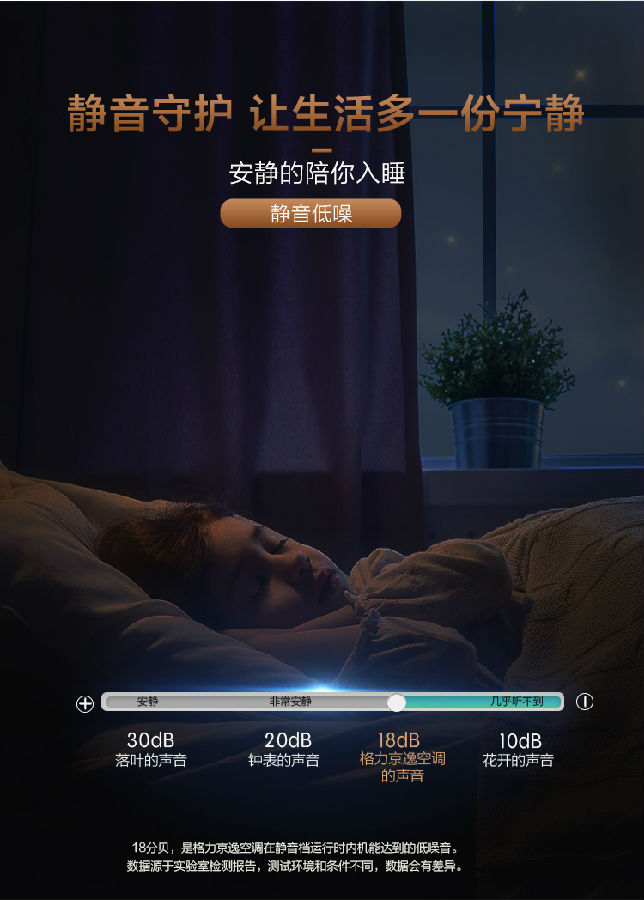 静音守护 让生活多一份宁静
安静的陪你入睡
静音低噪
安静 非常安静 几乎听不到
30dB 20dB 18dB 10dB
落叶的声音 钟表的声音 格力京逸空调 花开的声音
的声音
18分贝，是格力京逸空调在静音档运行时内机能达到的低噪音。
数据源于实验室检测报告，测试环境和条件不同，数据会有差异。